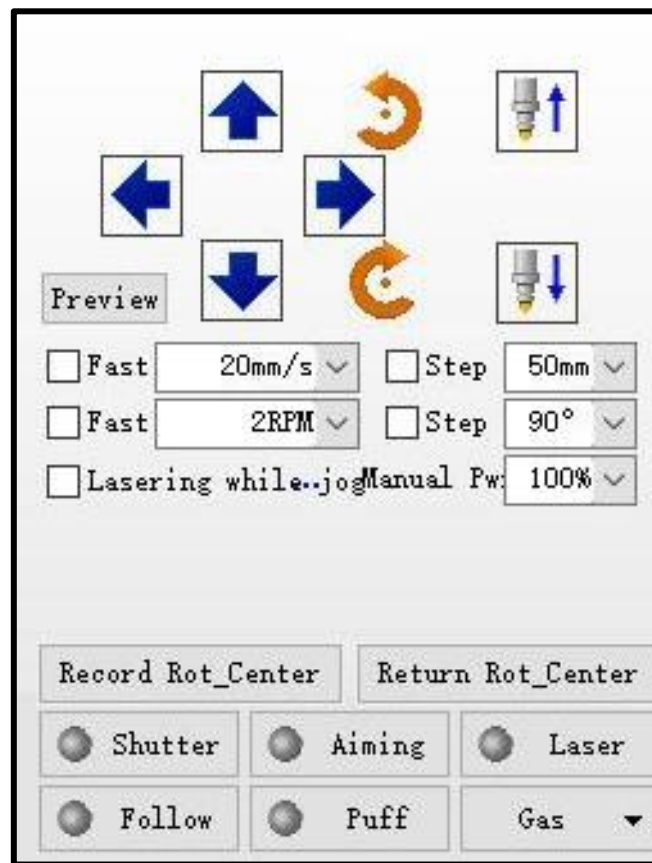 Preview
Fast 20mm/s Step 50mm
Fast 2RPM Step 90°
Lasering while..jog Manual Pw 100%
Record Rot_Center Return Rot_Center
Shutter Aiming Laser
Follow Puff Gas